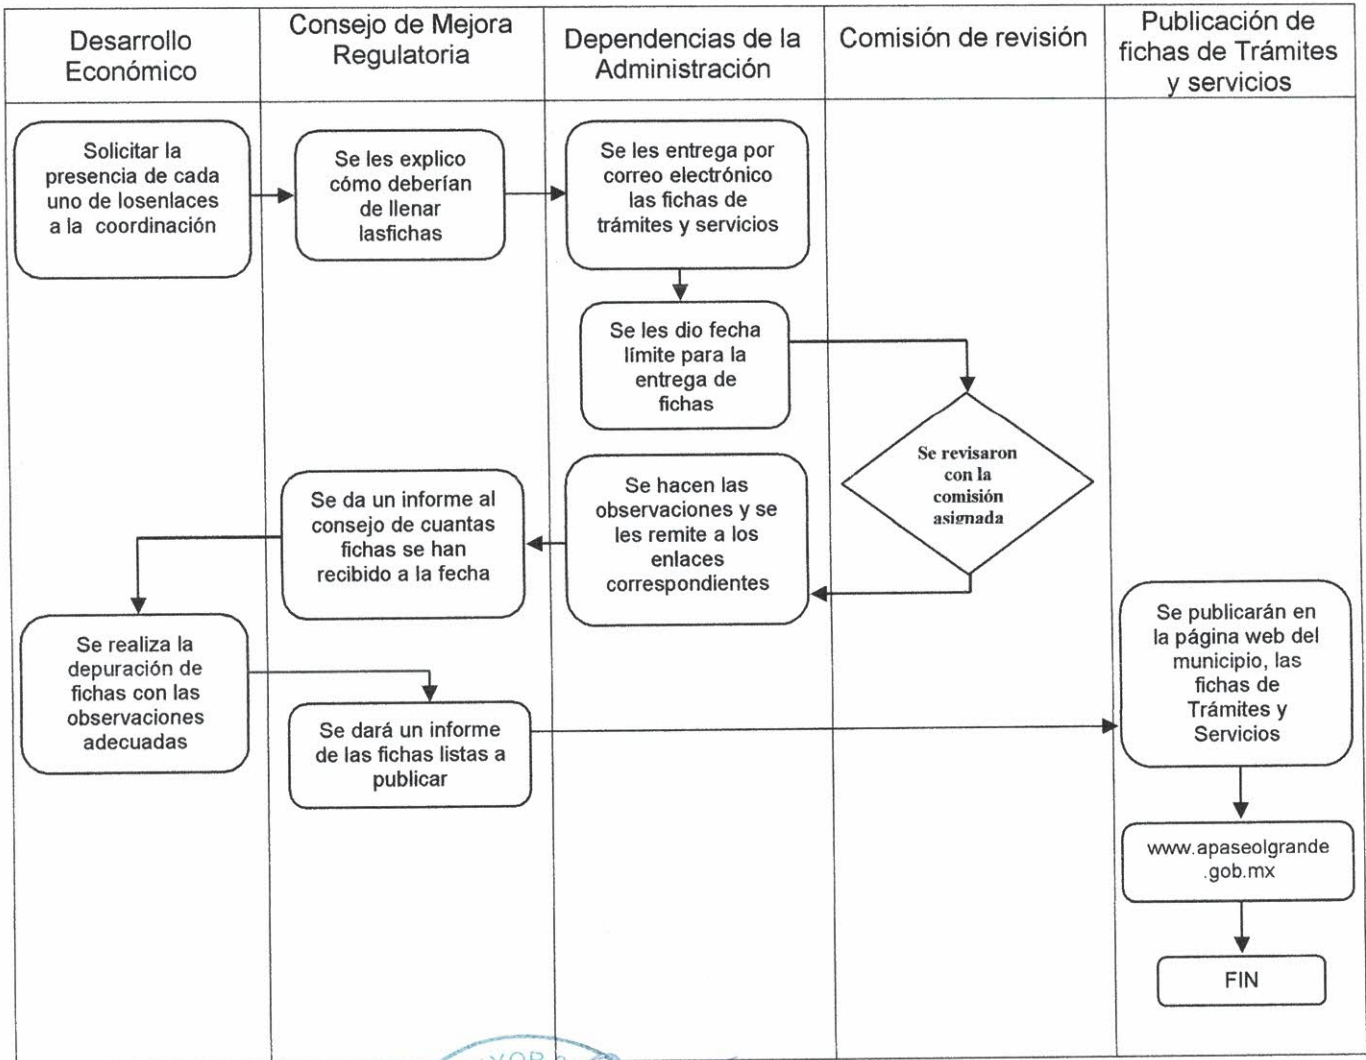 Desarrollo
Económico
Consejo de Mejora
Regulatoria
Dependencias de la
Administración
Comisión de revisión
Publicación de
fichas de Trámites
y servicios
Solicitar la
presencia de cada
uno de losenlaces
a la coordinación
Se les explico
cómo deberían
de llenar
lasfichas
Se les entrega por
correo electrónico
las fichas de
trámites y servicios
Se les dio fecha
límite para la
entrega de
fichas
Se revisaron
con la
comisión
asignada
Se hacen las
observaciones y se
les remite a los
enlaces
correspondientes
Se da un informe al
consejo de cuantas
fichas se han
recibido a la fecha
Se realiza la
depuración de
fichas con las
observaciones
adecuadas
Se dará un informe
de las fichas listas a
publicar
Se publicarán en
la página web del
municipio, las
fichas de
Trámites y
Servicios
www.apaseolgrande
.gob.mx
FIN